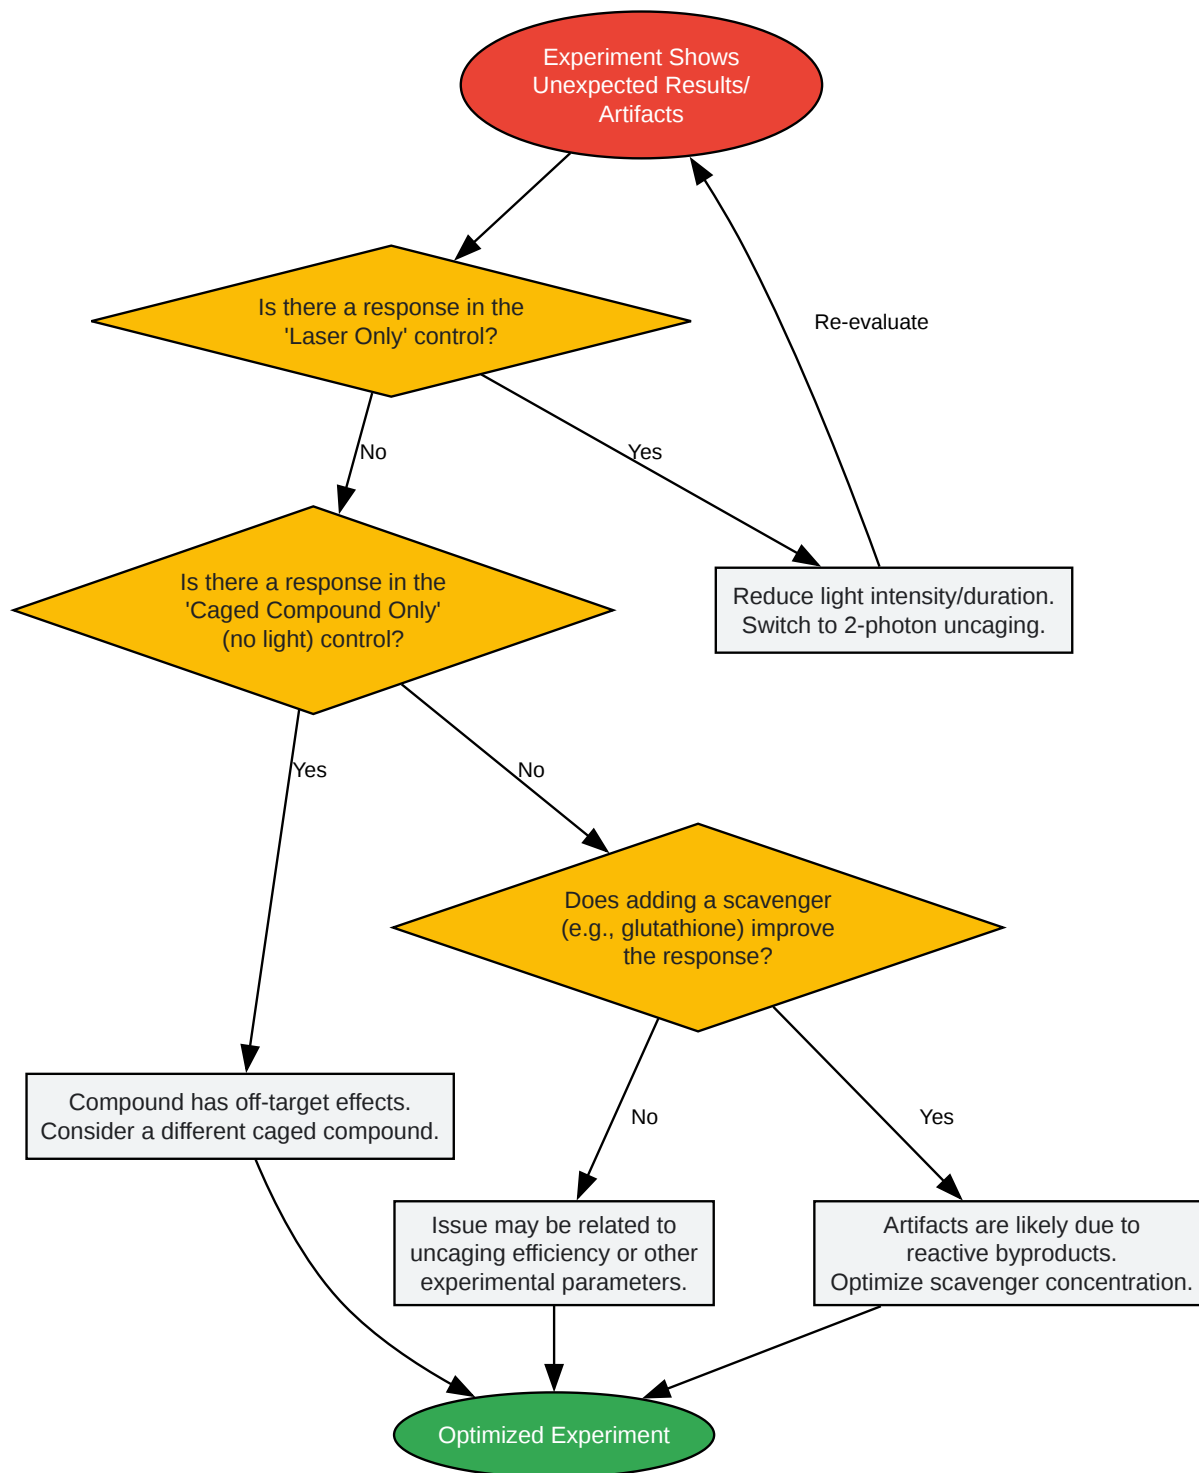 Experiment Shows
Unexpected Results/
Artifacts
Is there a response in the
'Laser Only' control?
Re-evaluate
No
Yes
Is there a response in the
'Caged Compound Only'
(no light) control?
Reduce light intensity/duration.
Switch to 2-photon uncaging.
Yes
No
Does adding a scavenger
(e.g., glutathione) improve
the response?
Compound has off-target effects.
Consider a different caged compound.
No
Yes
Issue may be related to
uncaging efficiency or other
experimental parameters.
Artifacts are likely due to
reactive byproducts.
Optimize scavenger concentration.
Optimized Experiment